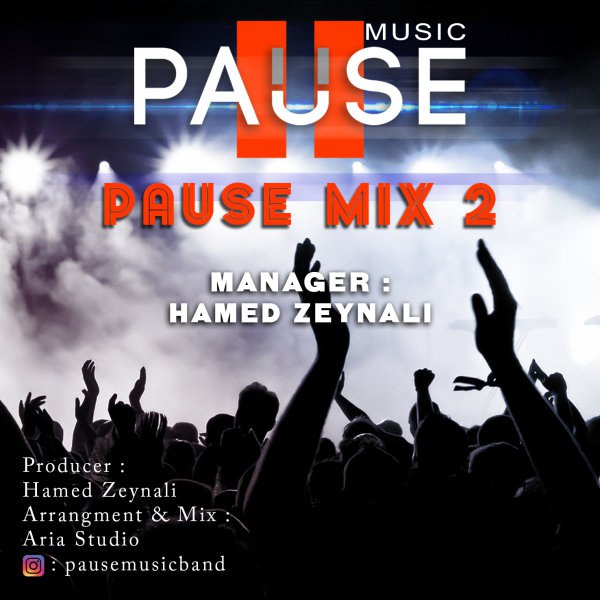 MUSIC
PAUSE
PAUSE MIX 2
MANAGER :
HAMED ZEYNALI
Producer :
Hamed Zeynali
Arrangment & Mix :
Aria Studio
: pausemusicband